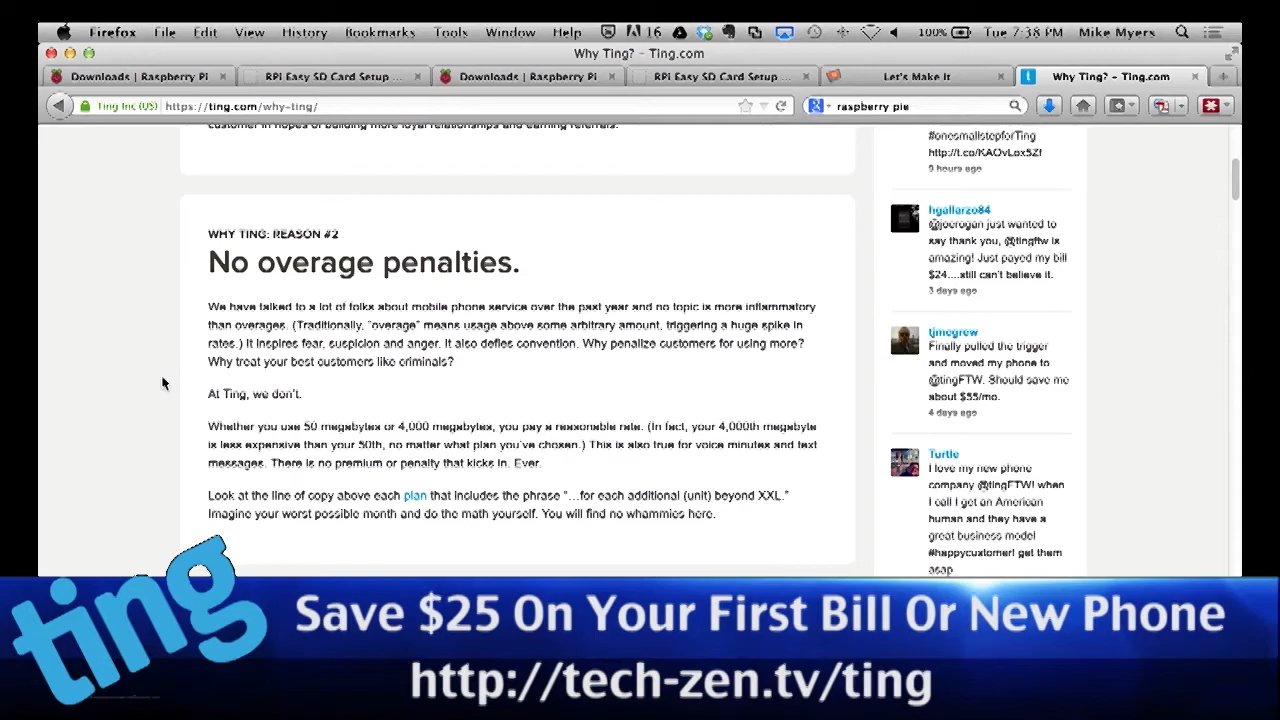 Firefox File Edit View History Bookmarks Tools Window Help 16 100% Tue 7:38 PM Mike Myers
Why Ting? – Ting.com
Downloads | Raspberry Pi × RPi Easy SD Card Setup ... × Downloads | Raspberry Pi × RPi Easy SD Card Setup ... × Let's Make It × Why Ting? – Ting.com × +
Ting Inc (US) https://ting.com/why-ting/ raspberry pie
customer in hopes of building more loyal relationships and earning referrals.
WHY TING: REASON #2
No overage penalties.
We have talked to a lot of folks about mobile phone service over the past year and no topic is more inflammatory
than overages. (Traditionally, "overage" means usage above some arbitrary amount, triggering a huge spike in
rates.) It inspires fear, suspicion and anger. It also defies convention. Why penalize customers for using more?
Why treat your best customers like criminals?
At Ting, we don't.
Whether you use 50 megabytes or 4,000 megabytes, you pay a reasonable rate. (In fact, your 4,000th megabyte
is less expensive than your 50th, no matter what plan you've chosen.) This is also true for voice minutes and text
messages. There is no premium or penalty that kicks in. Ever.
Look at the line of copy above each plan that includes the phrase "...for each additional (unit) beyond XXL."
Imagine your worst possible month and do the math yourself. You will find no whammies here.
#onesmallstepforTing
http://t.co/KAOvLox5Zf
9 hours ago
hgallarzo84
@joerogan just wanted to
say thank you, @tingftw is
amazing! Just payed my bill
$24....still can't believe it.
3 days ago
tjmcgrew
Finally pulled the trigger
and moved my phone to
@tingFTW. Should save me
about $55/mo.
4 days ago
Turtle
I love my new phone
company @tingFTW! when
I call I get an American
human and they have a
great business model
#happycustomer! get them
asap
ting
Save $25 On Your First Bill Or New Phone
http://tech-zen.tv/ting